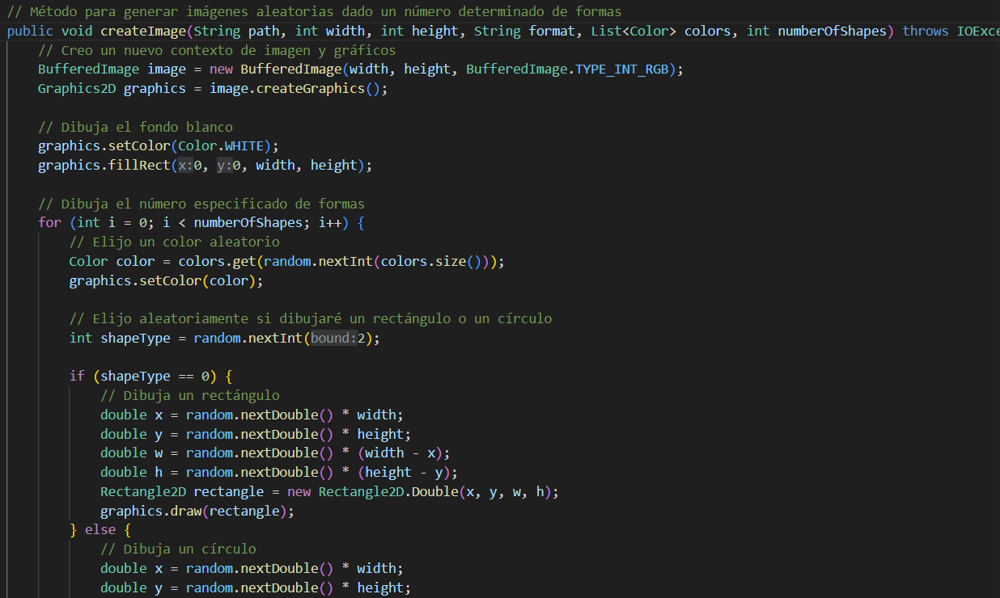 // Método para generar imágenes aleatorias dado un número determinado de formas
public void createImage(String path, int width, int height, String format, List<Color> colors, int numberOfShapes) throws IOExce
// Creo un nuevo contexto de imagen y gráficos
BufferedImage image = new BufferedImage(width, height, BufferedImage.TYPE_INT_RGB);
Graphics2D graphics = image.createGraphics();
// Dibuja el fondo blanco
graphics.setColor(Color.WHITE);
graphics.fillRect(x:0, y:0, width, height);
// Dibuja el número especificado de formas
for (int i = 0; i < numberOfShapes; i++) {
// Elijo un color aleatorio
Color color = colors.get(random.nextInt(colors.size()));
graphics.setColor(color);
// Elijo aleatoriamente si dibujaré un rectángulo o un círculo
int shapeType = random.nextInt(bound:2);
if (shapeType == 0) {
// Dibuja un rectángulo
double x = random.nextDouble() * width;
double y = random.nextDouble() * height;
double w = random.nextDouble() * (width - x);
double h = random.nextDouble() * (height - y);
Rectangle2D rectangle = new Rectangle2D.Double(x, y, w, h);
graphics.draw(rectangle);
} else {
// Dibuja un círculo
double x = random.nextDouble() * width;
double y = random.nextDouble() * height;